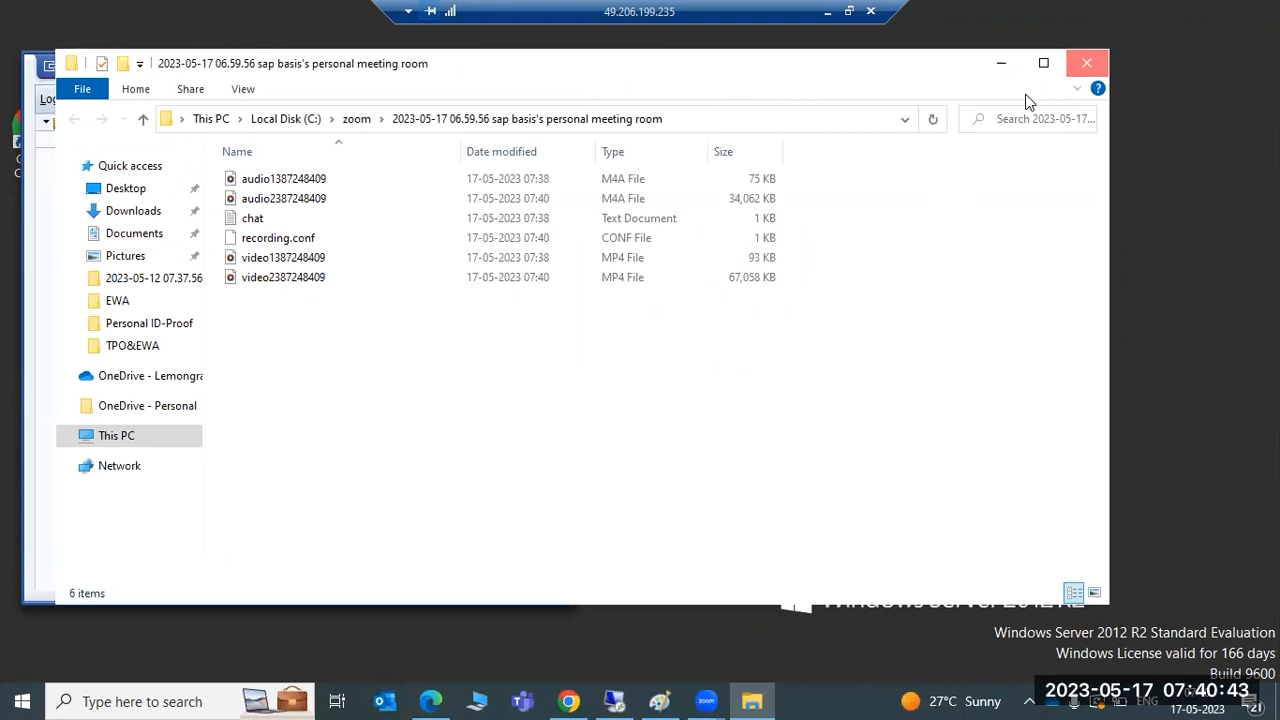 49.206.199.235
2023-05-17 06.59.56 sap basis's personal meeting room
File Home Share View
This PC Local Disk (C:) zoom 2023-05-17 06.59.56 sap basis's personal meeting room Search 2023-05-17...
Name Date modified Type Size
Quick access
Desktop
Downloads
Documents
Pictures
2023-05-12 07.37.56
EWA
Personal ID-Proof
TPO&EWA
OneDrive - Lemongra
OneDrive - Personal
This PC
Network
audio1387248409 17-05-2023 07:38 M4A File 75 KB
audio2387248409 17-05-2023 07:40 M4A File 34,062 KB
chat 17-05-2023 07:38 Text Document 1 KB
recording.conf 17-05-2023 07:40 CONF File 1 KB
video1387248409 17-05-2023 07:38 MP4 File 93 KB
video2387248409 17-05-2023 07:40 MP4 File 67,058 KB
6 items
Windows Server 2012 R2 Standard Evaluation
Windows License valid for 166 days
Build 9600
Type here to search
27°C Sunny
ENG
2023-05-17 07:40:43
17-05-2023
21